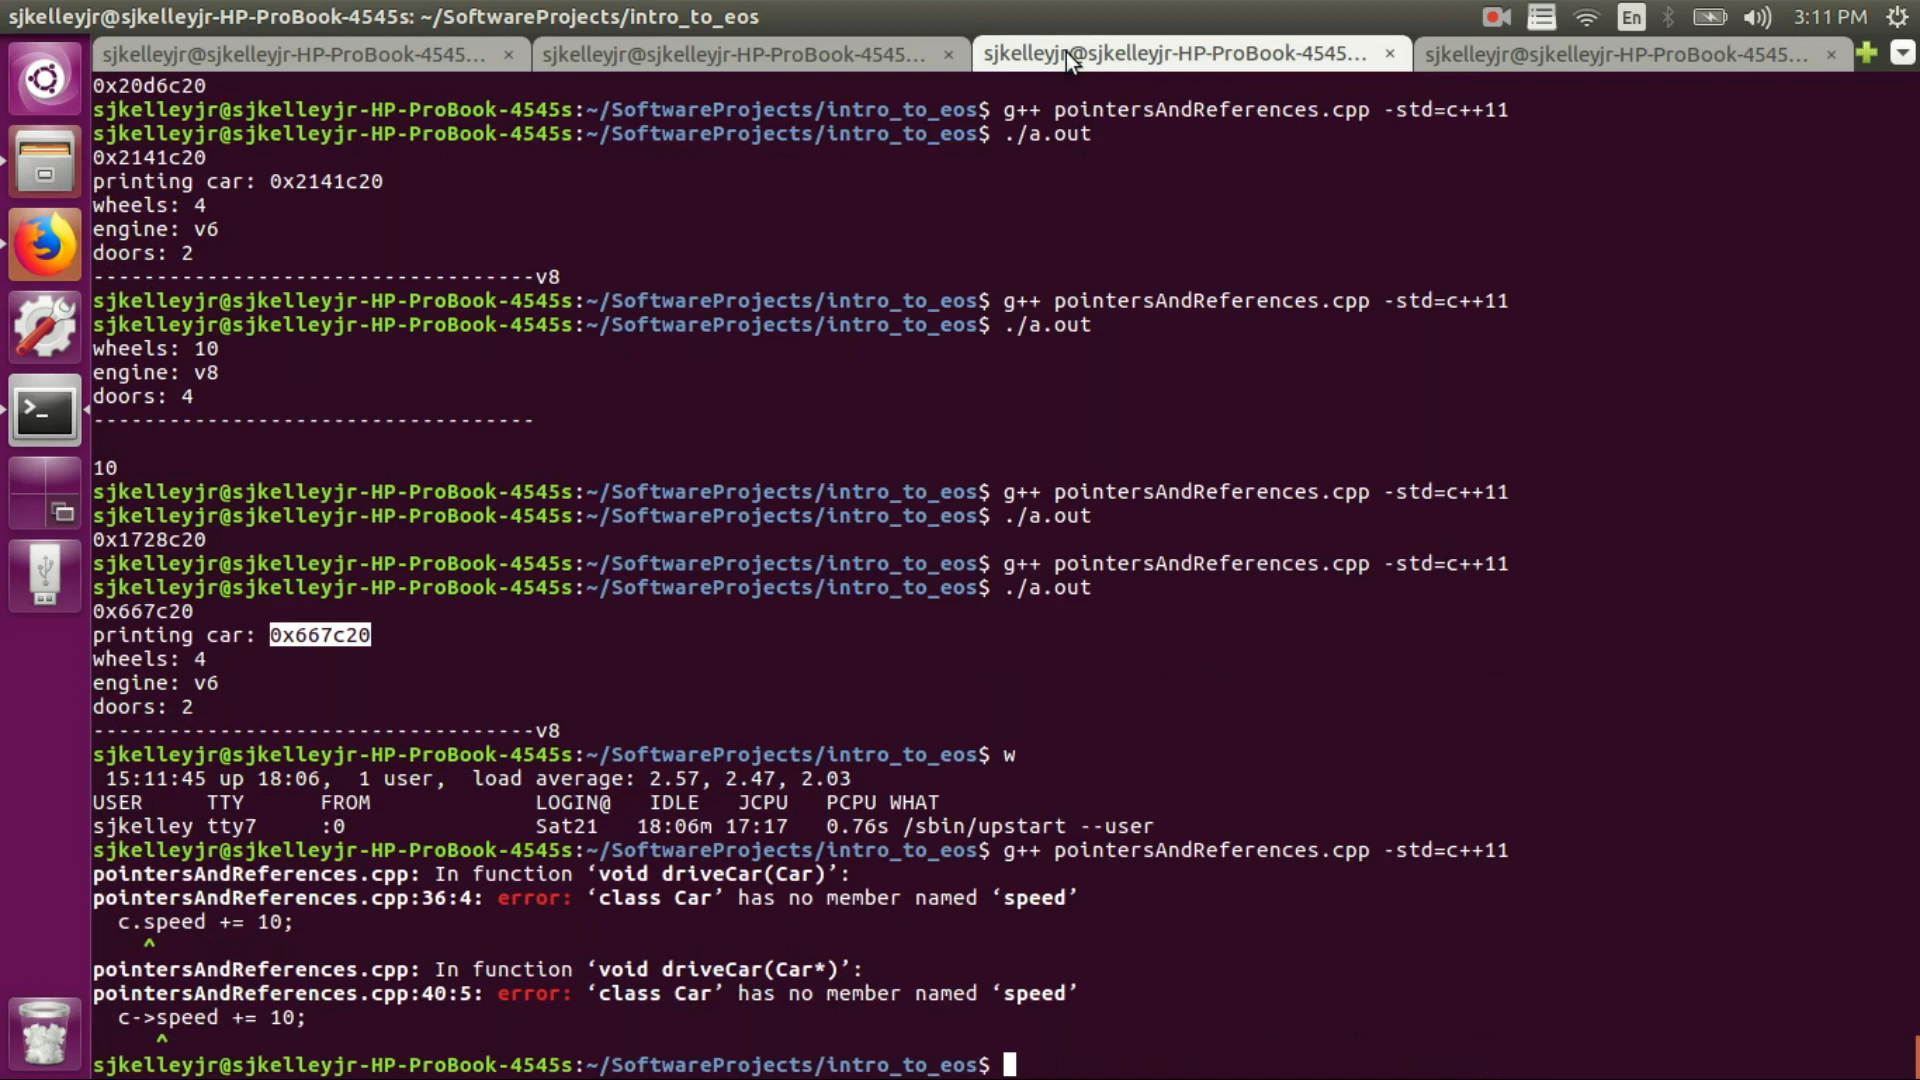 sjkelleyjr@sjkelleyjr-HP-ProBook-4545s: ~/SoftwareProjects/intro_to_eos
En
3:11 PM
sjkelleyjr@sjkelleyjr-HP-ProBook-4545... ×
sjkelleyjr@sjkelleyjr-HP-ProBook-4545... ×
sjkelleyjr@sjkelleyjr-HP-ProBook-4545... ×
sjkelleyjr@sjkelleyjr-HP-ProBook-4545... ×
0x20d6c20
sjkelleyjr@sjkelleyjr-HP-ProBook-4545s:~/SoftwareProjects/intro_to_eos$ g++ pointersAndReferences.cpp -std=c++11
sjkelleyjr@sjkelleyjr-HP-ProBook-4545s:~/SoftwareProjects/intro_to_eos$ ./a.out
0x2141c20
printing car: 0x2141c20
wheels: 4
engine: v6
doors: 2
-----------------------------------v8
sjkelleyjr@sjkelleyjr-HP-ProBook-4545s:~/SoftwareProjects/intro_to_eos$ g++ pointersAndReferences.cpp -std=c++11
sjkelleyjr@sjkelleyjr-HP-ProBook-4545s:~/SoftwareProjects/intro_to_eos$ ./a.out
wheels: 10
engine: v8
doors: 4
-----------------------------------
10
sjkelleyjr@sjkelleyjr-HP-ProBook-4545s:~/SoftwareProjects/intro_to_eos$ g++ pointersAndReferences.cpp -std=c++11
sjkelleyjr@sjkelleyjr-HP-ProBook-4545s:~/SoftwareProjects/intro_to_eos$ ./a.out
0x1728c20
sjkelleyjr@sjkelleyjr-HP-ProBook-4545s:~/SoftwareProjects/intro_to_eos$ g++ pointersAndReferences.cpp -std=c++11
sjkelleyjr@sjkelleyjr-HP-ProBook-4545s:~/SoftwareProjects/intro_to_eos$ ./a.out
0x667c20
printing car: 0x667c20
wheels: 4
engine: v6
doors: 2
-----------------------------------v8
sjkelleyjr@sjkelleyjr-HP-ProBook-4545s:~/SoftwareProjects/intro_to_eos$ w
15:11:45 up 18:06,  1 user,  load average: 2.57, 2.47, 2.03
USER     TTY      FROM             LOGIN@   IDLE   JCPU   PCPU WHAT
sjkelley tty7     :0               Sat21   18:06m 17:17   0.76s /sbin/upstart --user
sjkelleyjr@sjkelleyjr-HP-ProBook-4545s:~/SoftwareProjects/intro_to_eos$ g++ pointersAndReferences.cpp -std=c++11
pointersAndReferences.cpp: In function ‘void driveCar(Car)’:
pointersAndReferences.cpp:36:4: error: ‘class Car’ has no member named ‘speed’
  c.speed += 10;
    ^
pointersAndReferences.cpp: In function ‘void driveCar(Car*)’:
pointersAndReferences.cpp:40:5: error: ‘class Car’ has no member named ‘speed’
  c->speed += 10;
     ^
sjkelleyjr@sjkelleyjr-HP-ProBook-4545s:~/SoftwareProjects/intro_to_eos$